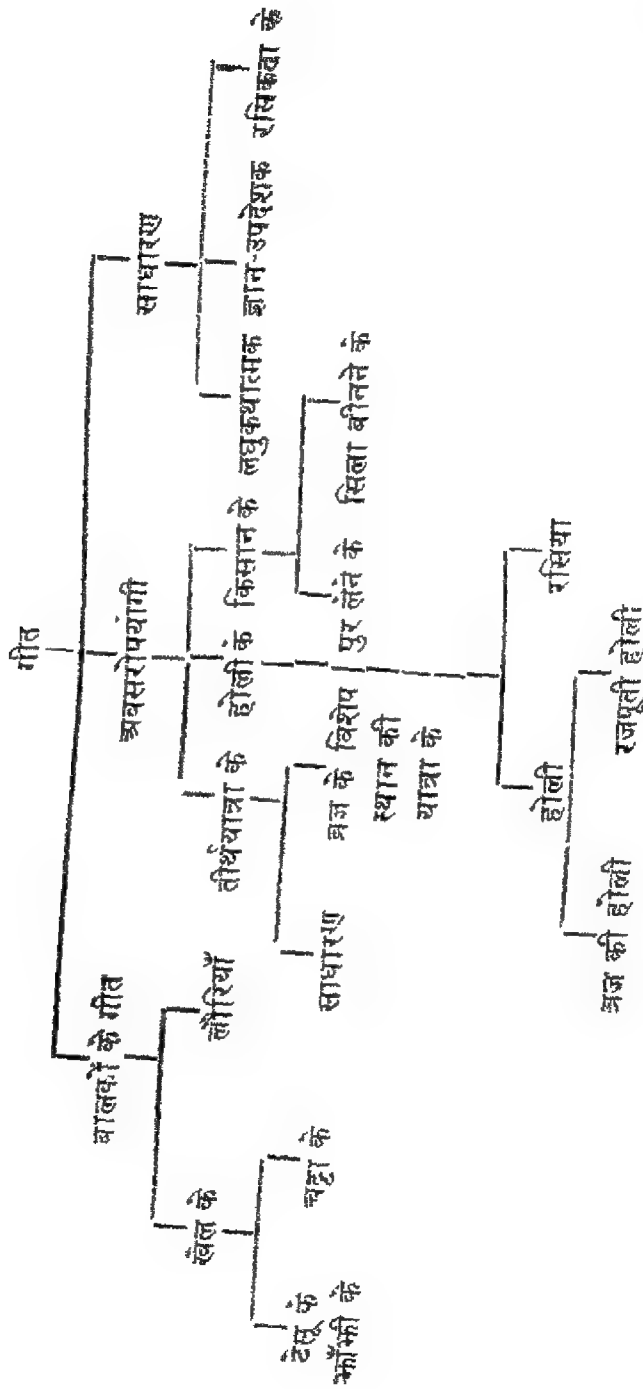 गीत
बालकों के गीत
अवसरोपयोगी
साधारण
खेल के
लौरियाँ
तीर्थयात्रा के
होली के
किसान के
लघुकथात्मक
ज्ञान-उपदेशक
रसिकता के
टेसू के
झाँझी के
चट्टा के
साधारण
ब्रज के विशेष
स्थान की
यात्रा के
पुर लेने के
सिला बीनने के
होली
रसिया
ब्रज की होली
रजपूती होली